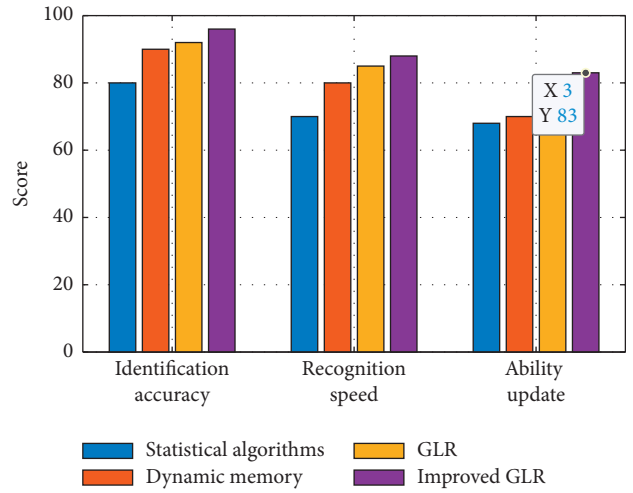 100
80
60
40
20
0
Score
X 3
Y 83
Identification
accuracy
Recognition
speed
Ability
update
Statistical algorithms
Dynamic memory
GLR
Improved GLR